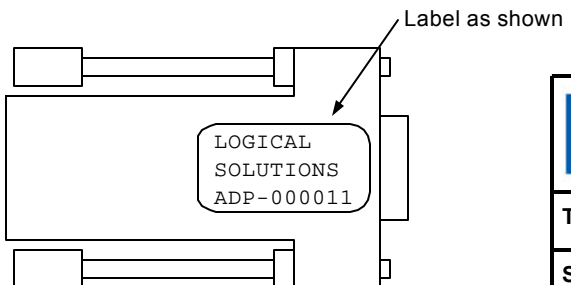 Label as shown
LOGICAL
SOLUTIONS
ADP-000011
T
S